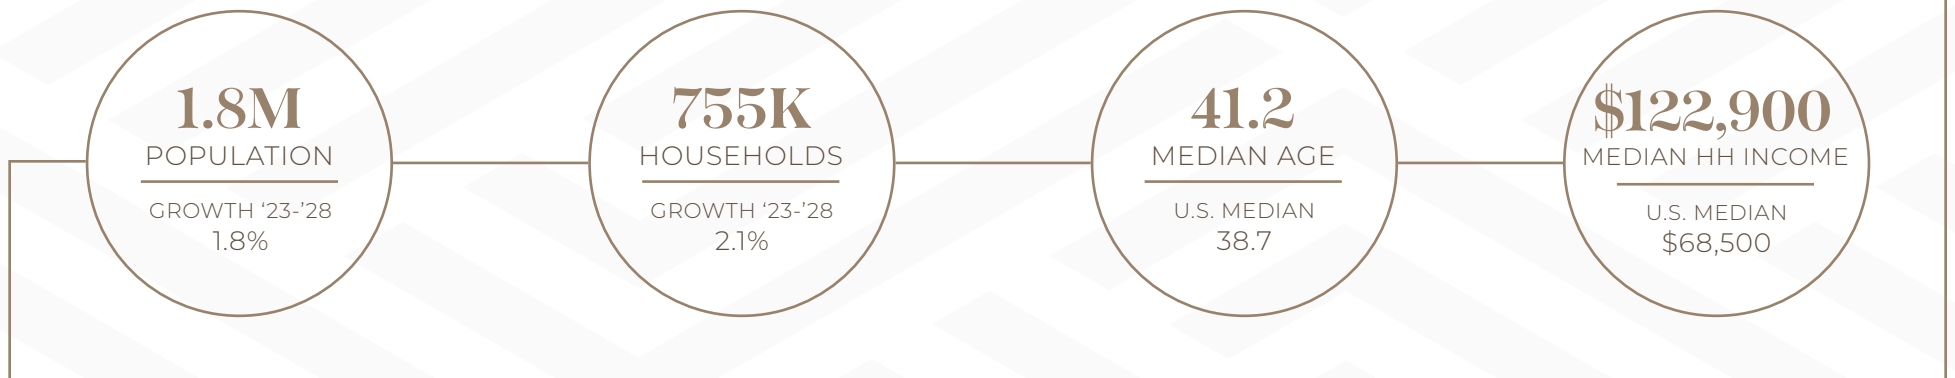 1.8M
POPULATION
GROWTH ‘23-’28
1.8%
755K
HOUSEHOLDS
GROWTH ‘23-’28
2.1%
41.2
MEDIAN AGE
U.S. MEDIAN
38.7
$122,900
MEDIAN HH INCOME
U.S. MEDIAN
$68,500